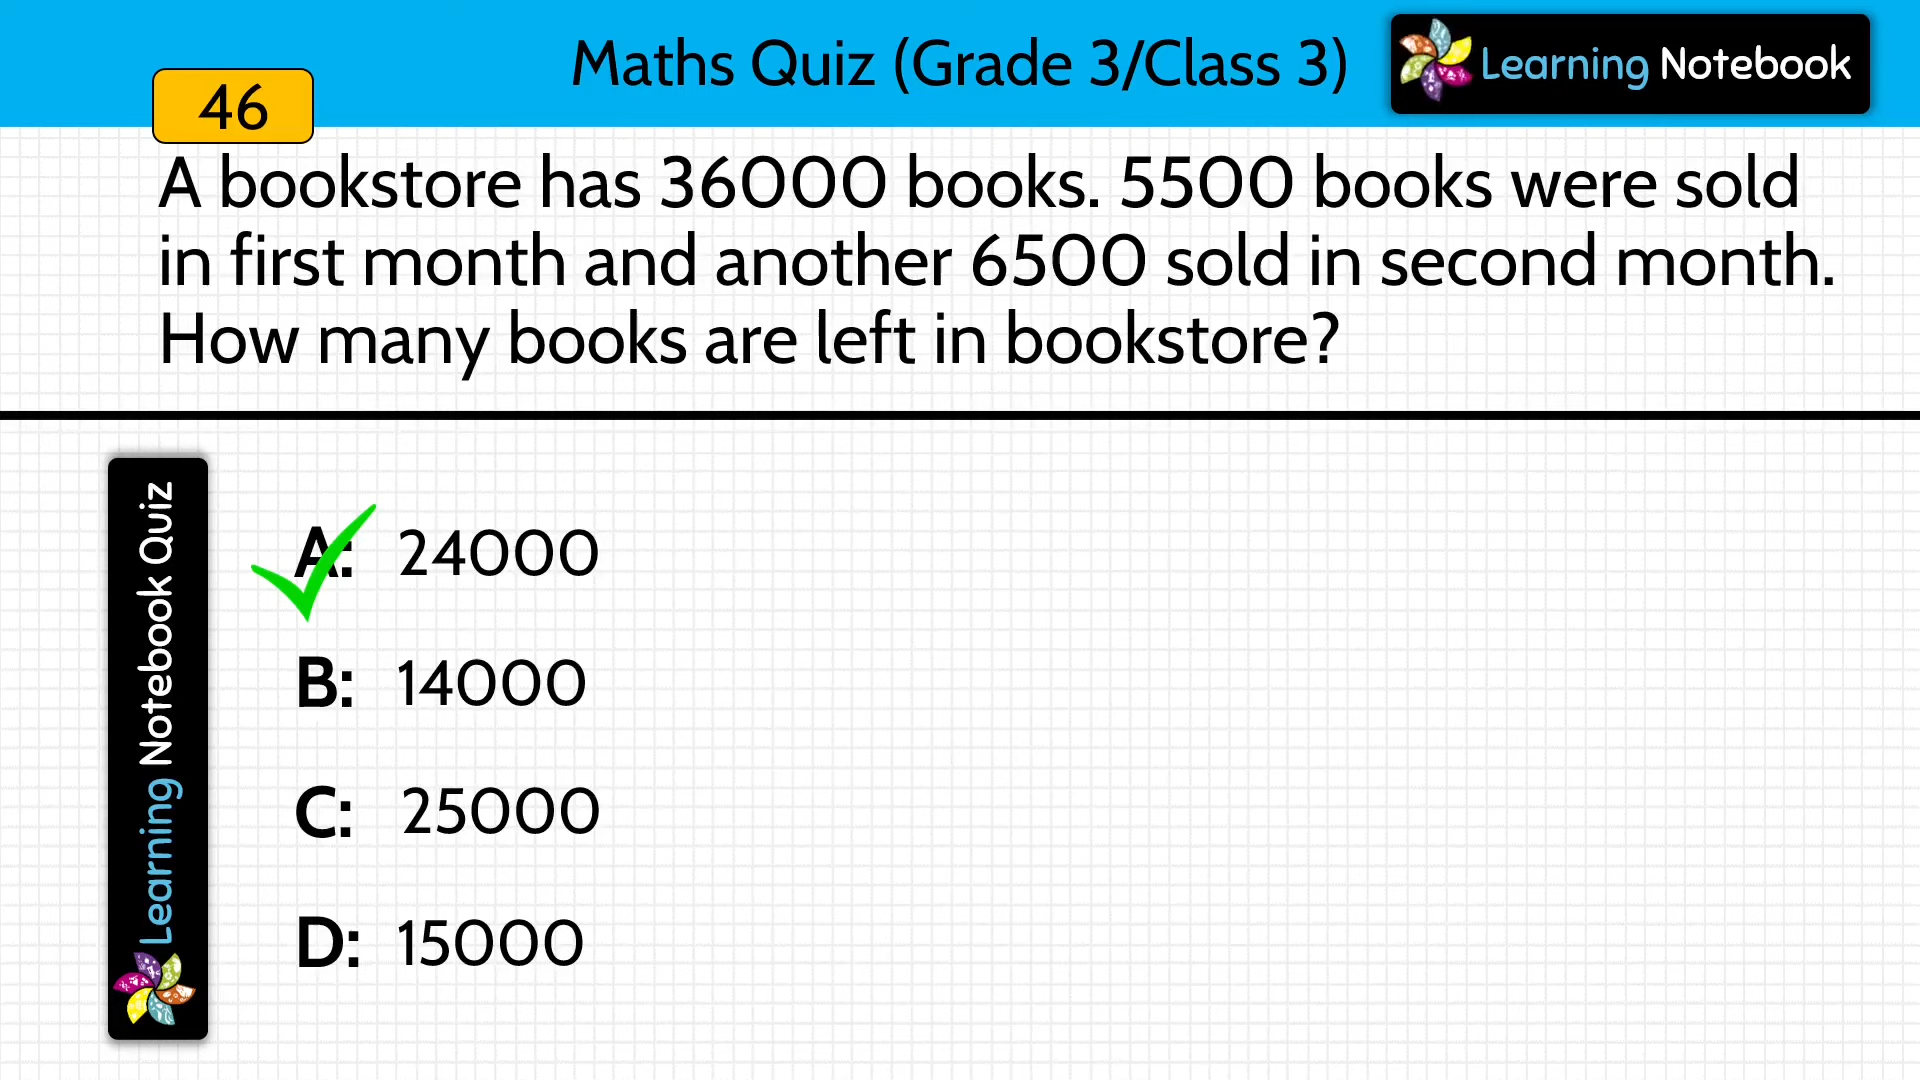 Maths Quiz (Grade 3/Class 3)
Learning Notebook
46
A bookstore has 36000 books. 5500 books were sold
in first month and another 6500 sold in second month.
How many books are left in bookstore?
Learning Notebook Quiz
A: 24000
B: 14000
C: 25000
D: 15000